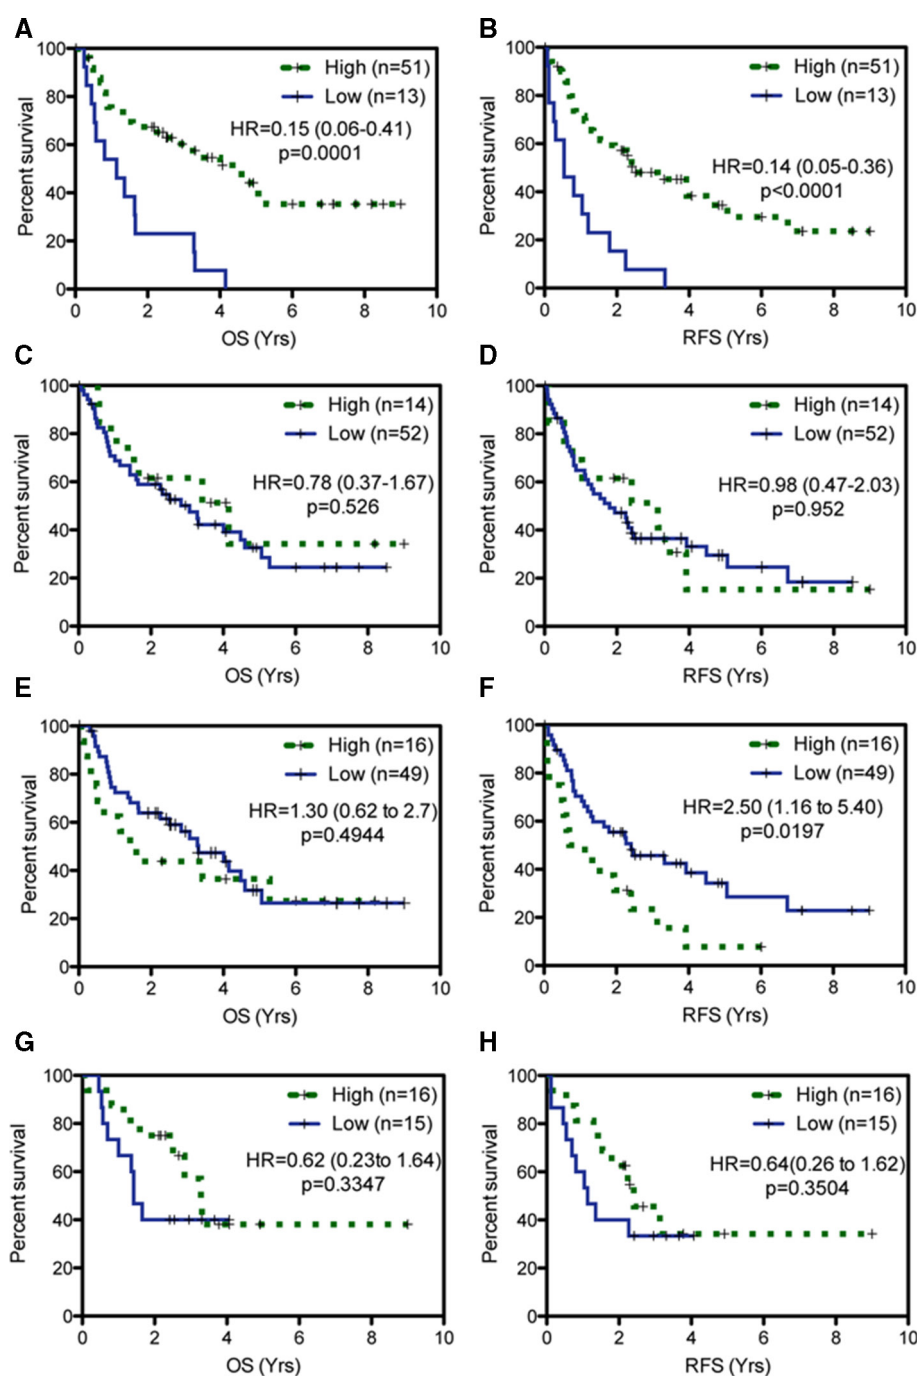 A
Percent survival
100
80
60
40
20
0
High (n=51)
Low (n=13)
HR=0.15 (0.06-0.41)
p=0.0001
0 2 4 6 8 10
OS (Yrs)
B
Percent survival
100
80
60
40
20
0
High (n=51)
Low (n=13)
HR=0.14 (0.05-0.36)
p<0.0001
0 2 4 6 8 10
RFS (Yrs)
C
Percent survival
100
80
60
40
20
0
High (n=14)
Low (n=52)
HR=0.78 (0.37-1.67)
p=0.526
0 2 4 6 8 10
OS (Yrs)
D
Percent survival
100
80
60
40
20
0
High (n=14)
Low (n=52)
HR=0.98 (0.47-2.03)
p=0.952
0 2 4 6 8 10
RFS (Yrs)
E
Percent survival
100
80
60
40
20
0
High (n=16)
Low (n=49)
HR=1.30 (0.62 to 2.7)
p=0.4944
0 2 4 6 8 10
OS (Yrs)
F
Percent survival
100
80
60
40
20
0
High (n=16)
Low (n=49)
HR=2.50 (1.16 to 5.40)
p=0.0197
0 2 4 6 8 10
RFS (Yrs)
G
Percent survival
100
80
60
40
20
0
High (n=16)
Low (n=15)
HR=0.62 (0.23to 1.64)
p=0.3347
0 2 4 6 8 10
OS (Yrs)
H
Percent survival
100
80
60
40
20
0
High (n=16)
Low (n=15)
HR=0.64(0.26 to 1.62)
p=0.3504
0 2 4 6 8 10
RFS (Yrs)